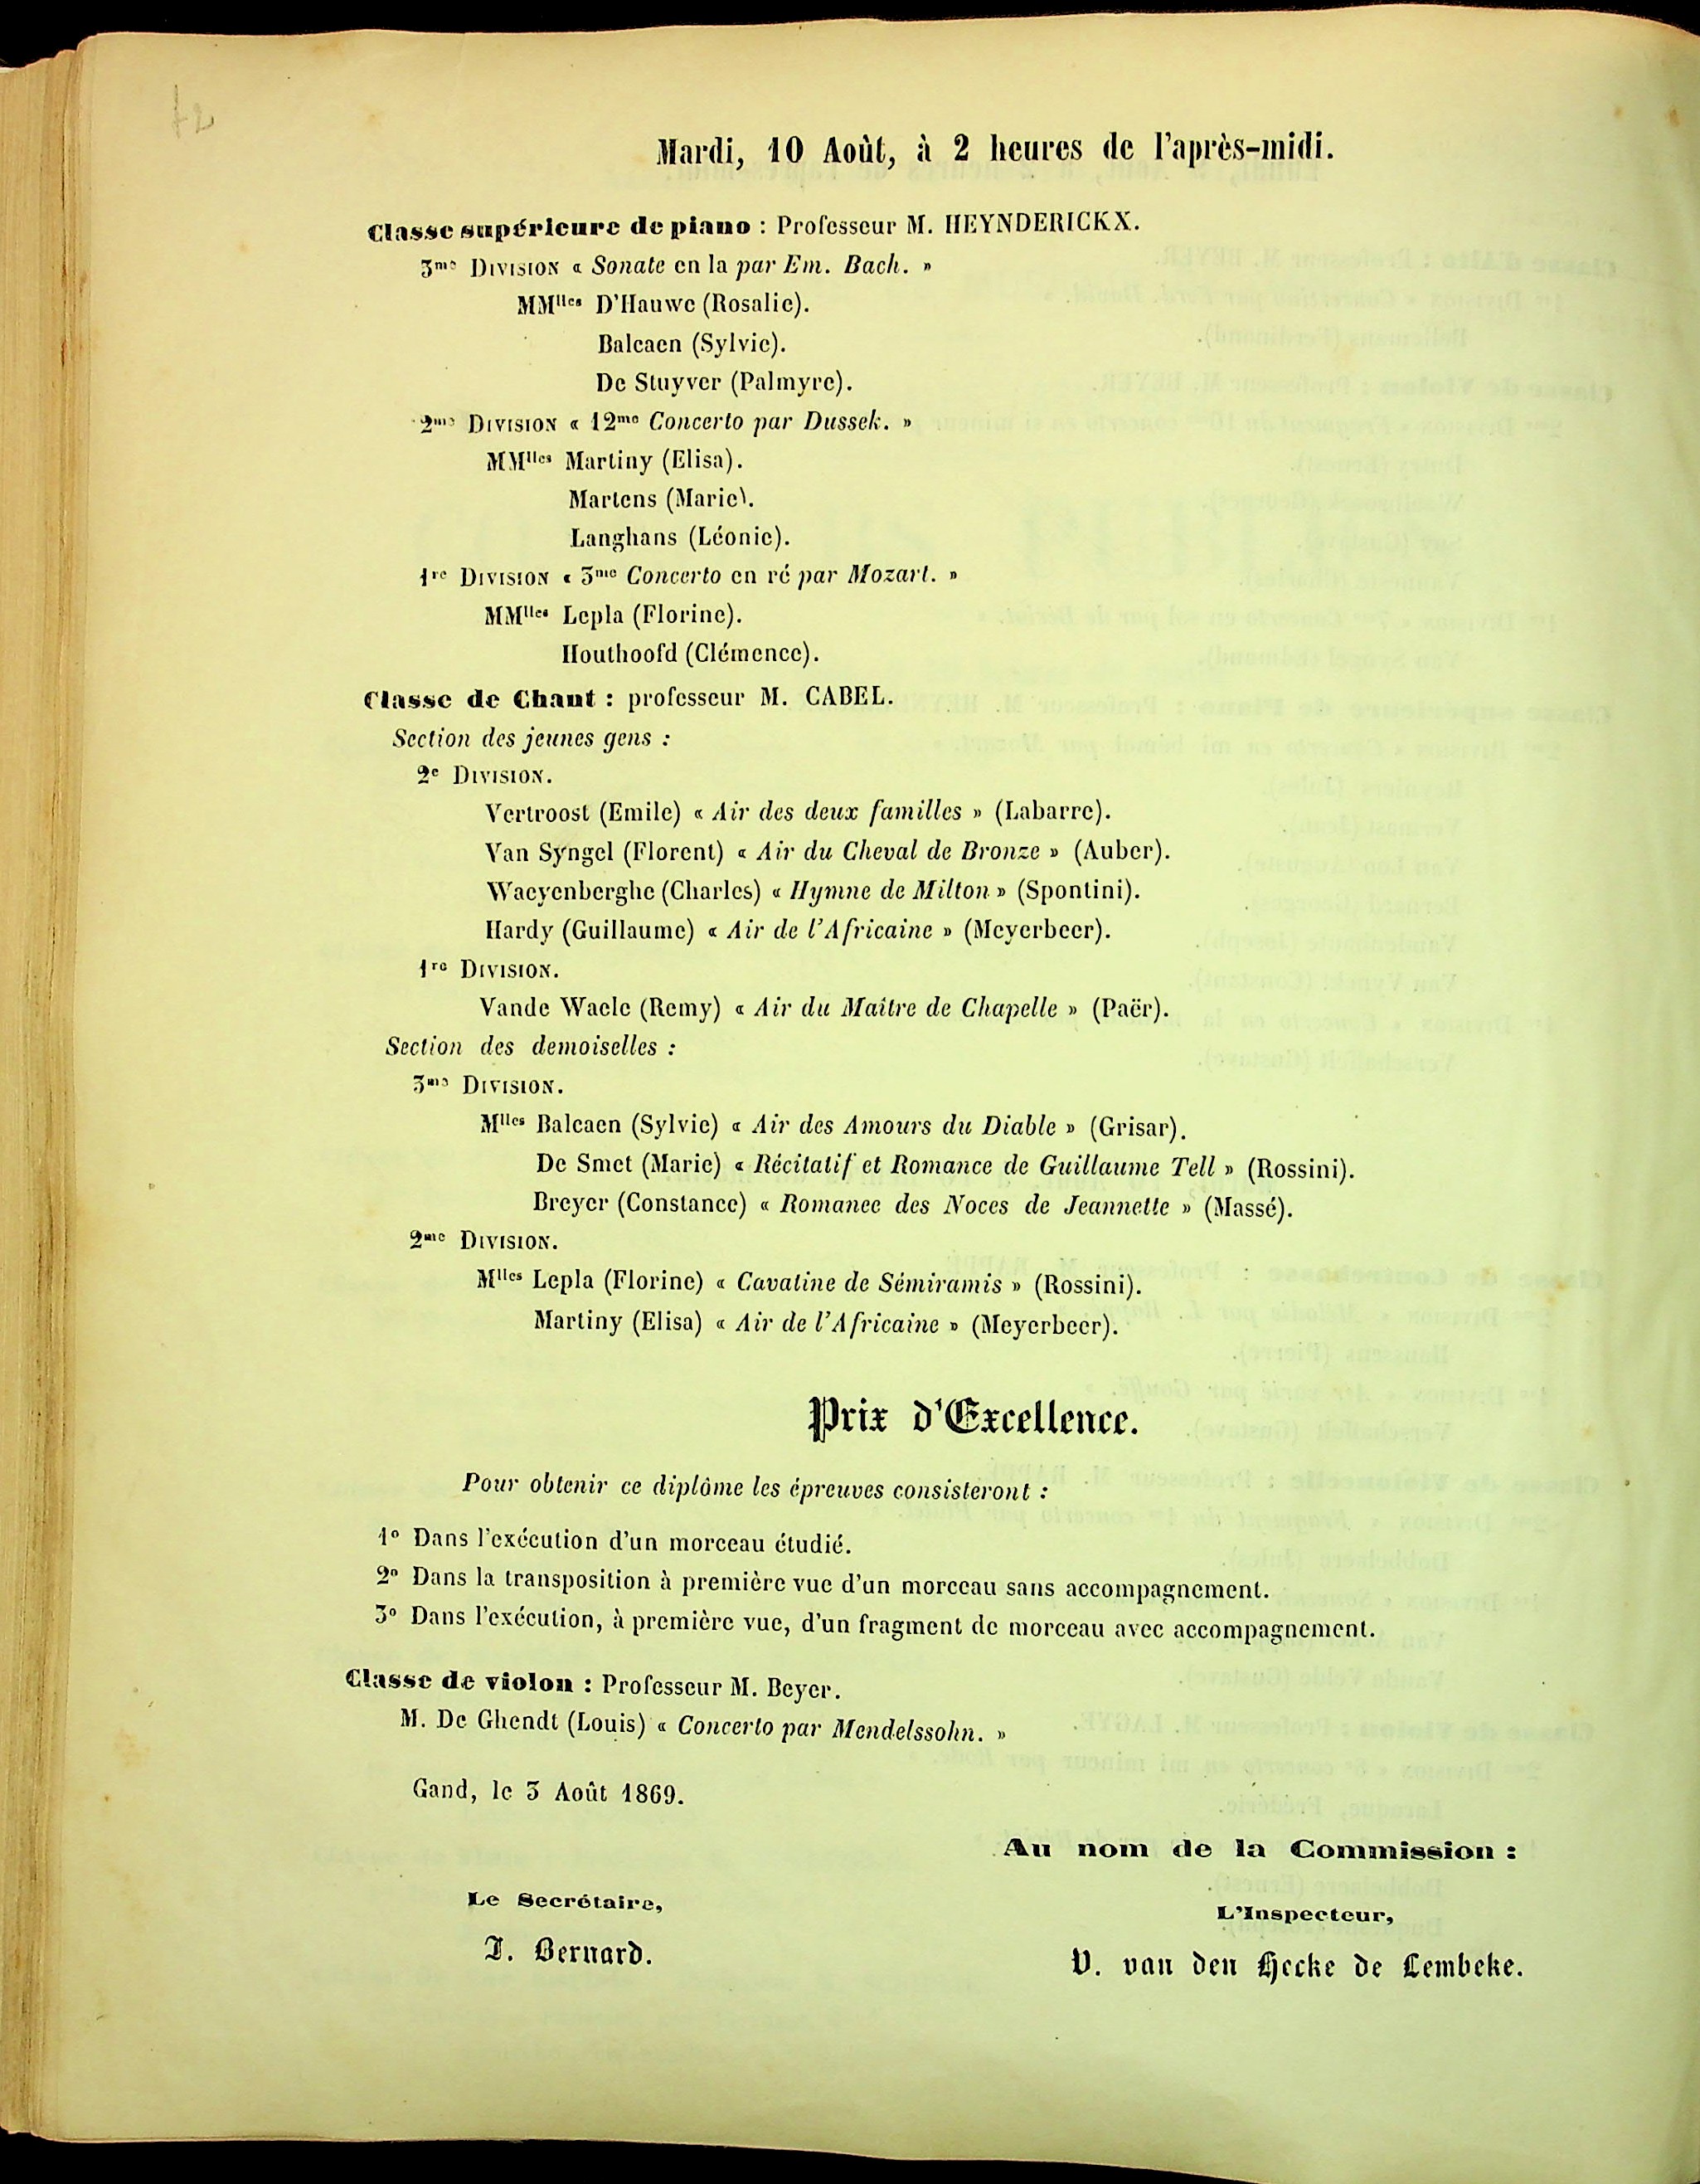 72
Mardi, 10 Août, à 2 heures de l'après-midi.
Classe supérieure de piano : Professeur M. HEYNDERICKX.
3me DIVISION « Sonate en la par Em. Bach. »
MMlles D'Hauwe (Rosalie).
Balcaen (Sylvie).
De Stuyver (Palmyre).
2me DIVISION « 12me Concerto par Dussek. »
MMlles Martiny (Elisa).
Martens (Marie).
Langhans (Léonie).
1re DIVISION « 3me Concerto en ré par Mozart. »
MMlles Lepla (Florine).
Houthoofd (Clémence).
Classe de Chant : professeur M. CABEL.
Section des jeunes gens :
2e DIVISION.
Vertroost (Emile) « Air des deux familles » (Labarre).
Van Syngel (Florent) « Air du Cheval de Bronze » (Auber).
Waeyenberghe (Charles) « Hymne de Milton » (Spontini).
Hardy (Guillaume) « Air de l'Africaine » (Meyerbeer).
1re DIVISION.
Vande Waele (Remy) « Air du Maître de Chapelle » (Paër).
Section des demoiselles :
3me DIVISION.
Mlles Balcaen (Sylvie) « Air des Amours du Diable » (Grisar).
De Smet (Marie) « Récitatif et Romance de Guillaume Tell » (Rossini).
Breyer (Constance) « Romance des Noces de Jeannette » (Massé).
2me DIVISION.
Mlles Lepla (Florine) « Cavatine de Sémiramis » (Rossini).
Martiny (Elisa) « Air de l'Africaine » (Meyerbeer).
Prix d'Excellence.
Pour obtenir ce diplôme les épreuves consisteront :
1o Dans l'exécution d'un morceau étudié.
2o Dans la transposition à première vue d'un morceau sans accompagnement.
3o Dans l'exécution, à première vue, d'un fragment de morceau avec accompagnement.
Classe de violon : Professeur M. Beyer.
M. De Ghendt (Louis) « Concerto par Mendelssohn. »
Gand, le 3 Août 1869.
Au nom de la Commission :
Le Secrétaire,
L'Inspecteur,
J. Bernard.
V. van den Hecke de Lembeke.